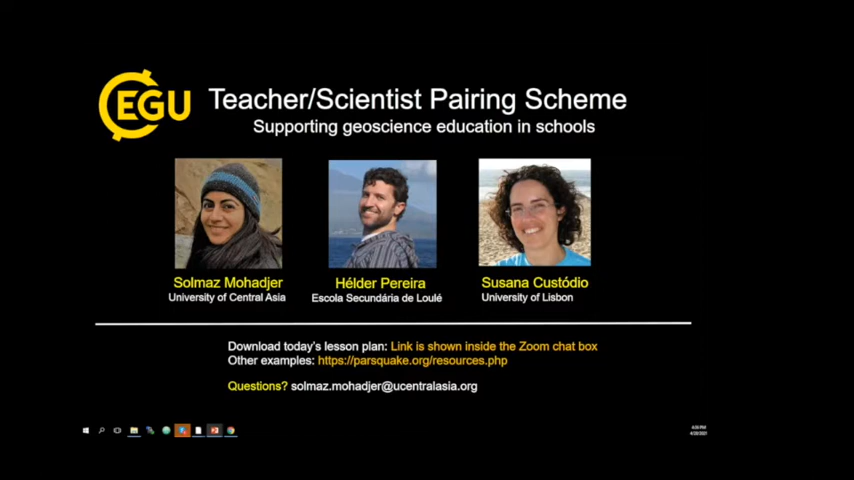 EGU
Teacher/Scientist Pairing Scheme
Supporting geoscience education in schools
Solmaz Mohadjer
University of Central Asia
Hélder Pereira
Escola Secundária de Loulé
Susana Custódio
University of Lisbon
Download today's lesson plan: Link is shown inside the Zoom chat box
Other examples: https://parsquake.org/resources.php
Questions? solmaz.mohadjer@ucentralasia.org